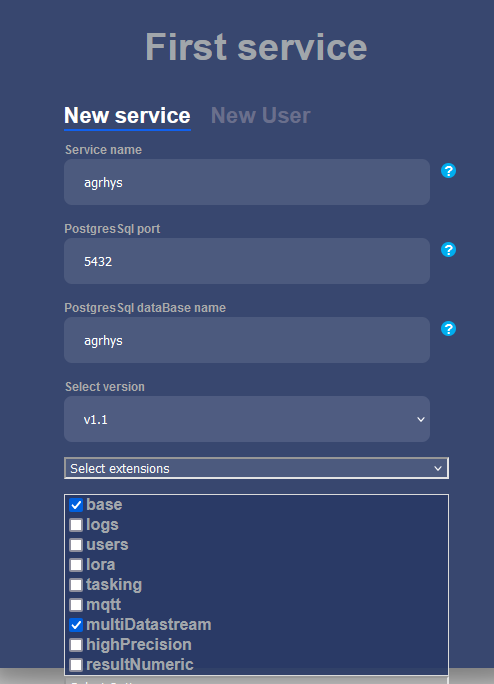 First service
New service New User
Service name
agrhys
?
PostgresSql port
5432
?
PostgresSql dataBase name
agrhys
?
Select version
v1.1
Select extensions
base
logs
users
lora
tasking
mqtt
multiDatastream
highPrecision
resultNumeric